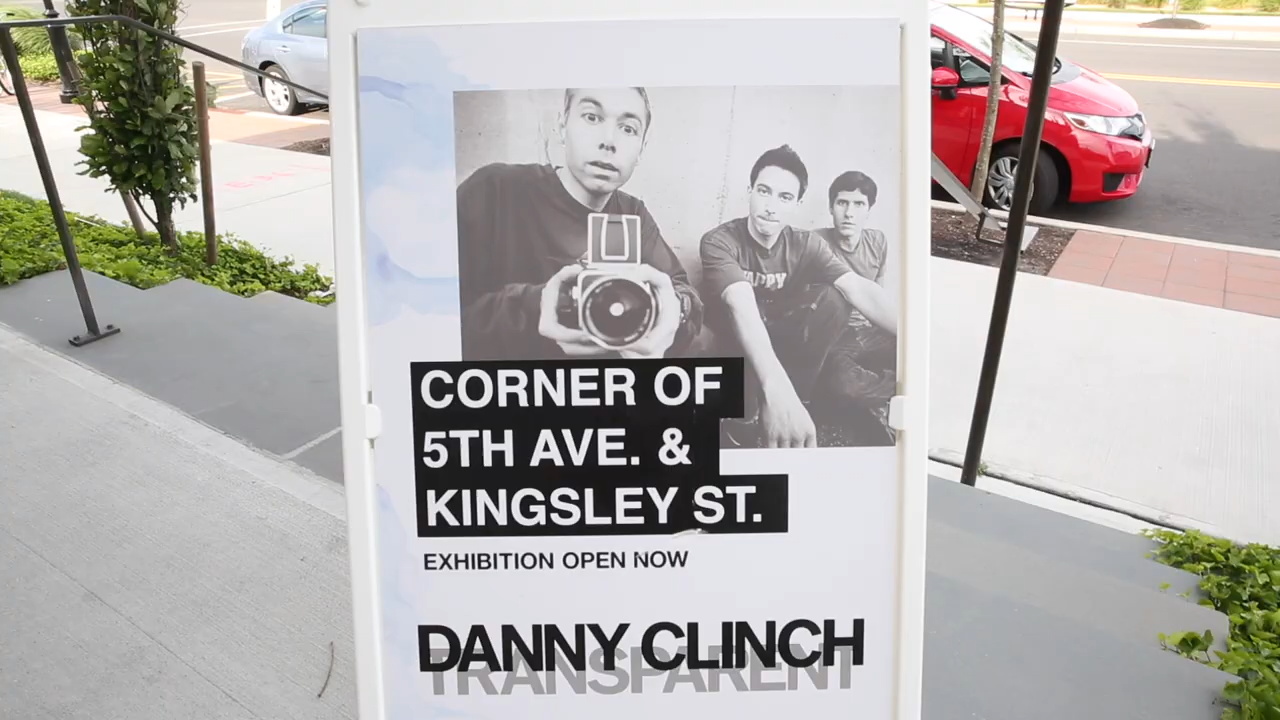 CORNER OF
5TH AVE. &
KINGSLEY ST.
EXHIBITION OPEN NOW
DANNY CLINCH
TRANSPARENT